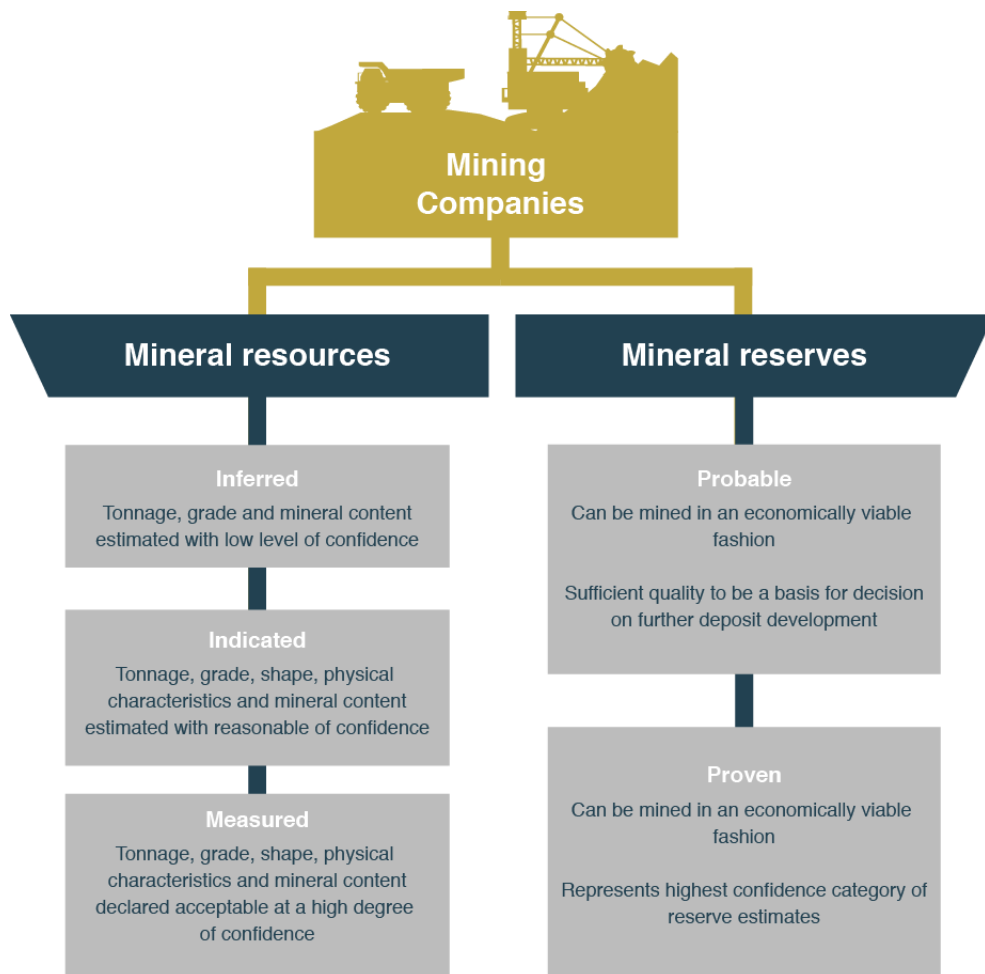 Mining
Companies
Mineral resources
Inferred
Tonnage, grade and mineral content
estimated with low level of confidence
Indicated
Tonnage, grade, shape, physical
characteristics and mineral content
estimated with reasonable of confidence
Measured
Tonnage, grade, shape, physical
characteristics and mineral content
declared acceptable at a high degree
of confidence
Mineral reserves
Probable
Can be mined in an economically viable
fashion
Sufficient quality to be a basis for decision
on further deposit development
Proven
Can be mined in an economically viable
fashion
Represents highest confidence category of
reserve estimates